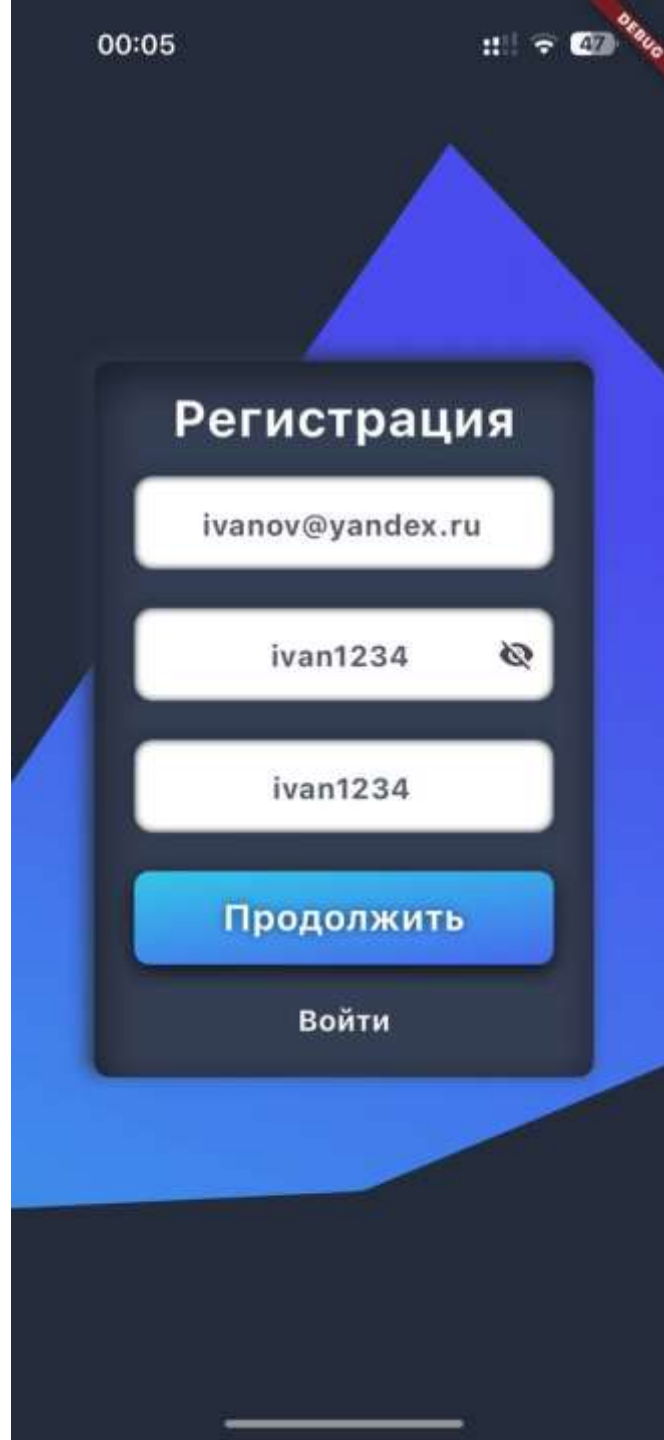 00:05
47
DEBUG
Регистрация
ivanov@yandex.ru
ivan1234
ivan1234
Продолжить
Войти